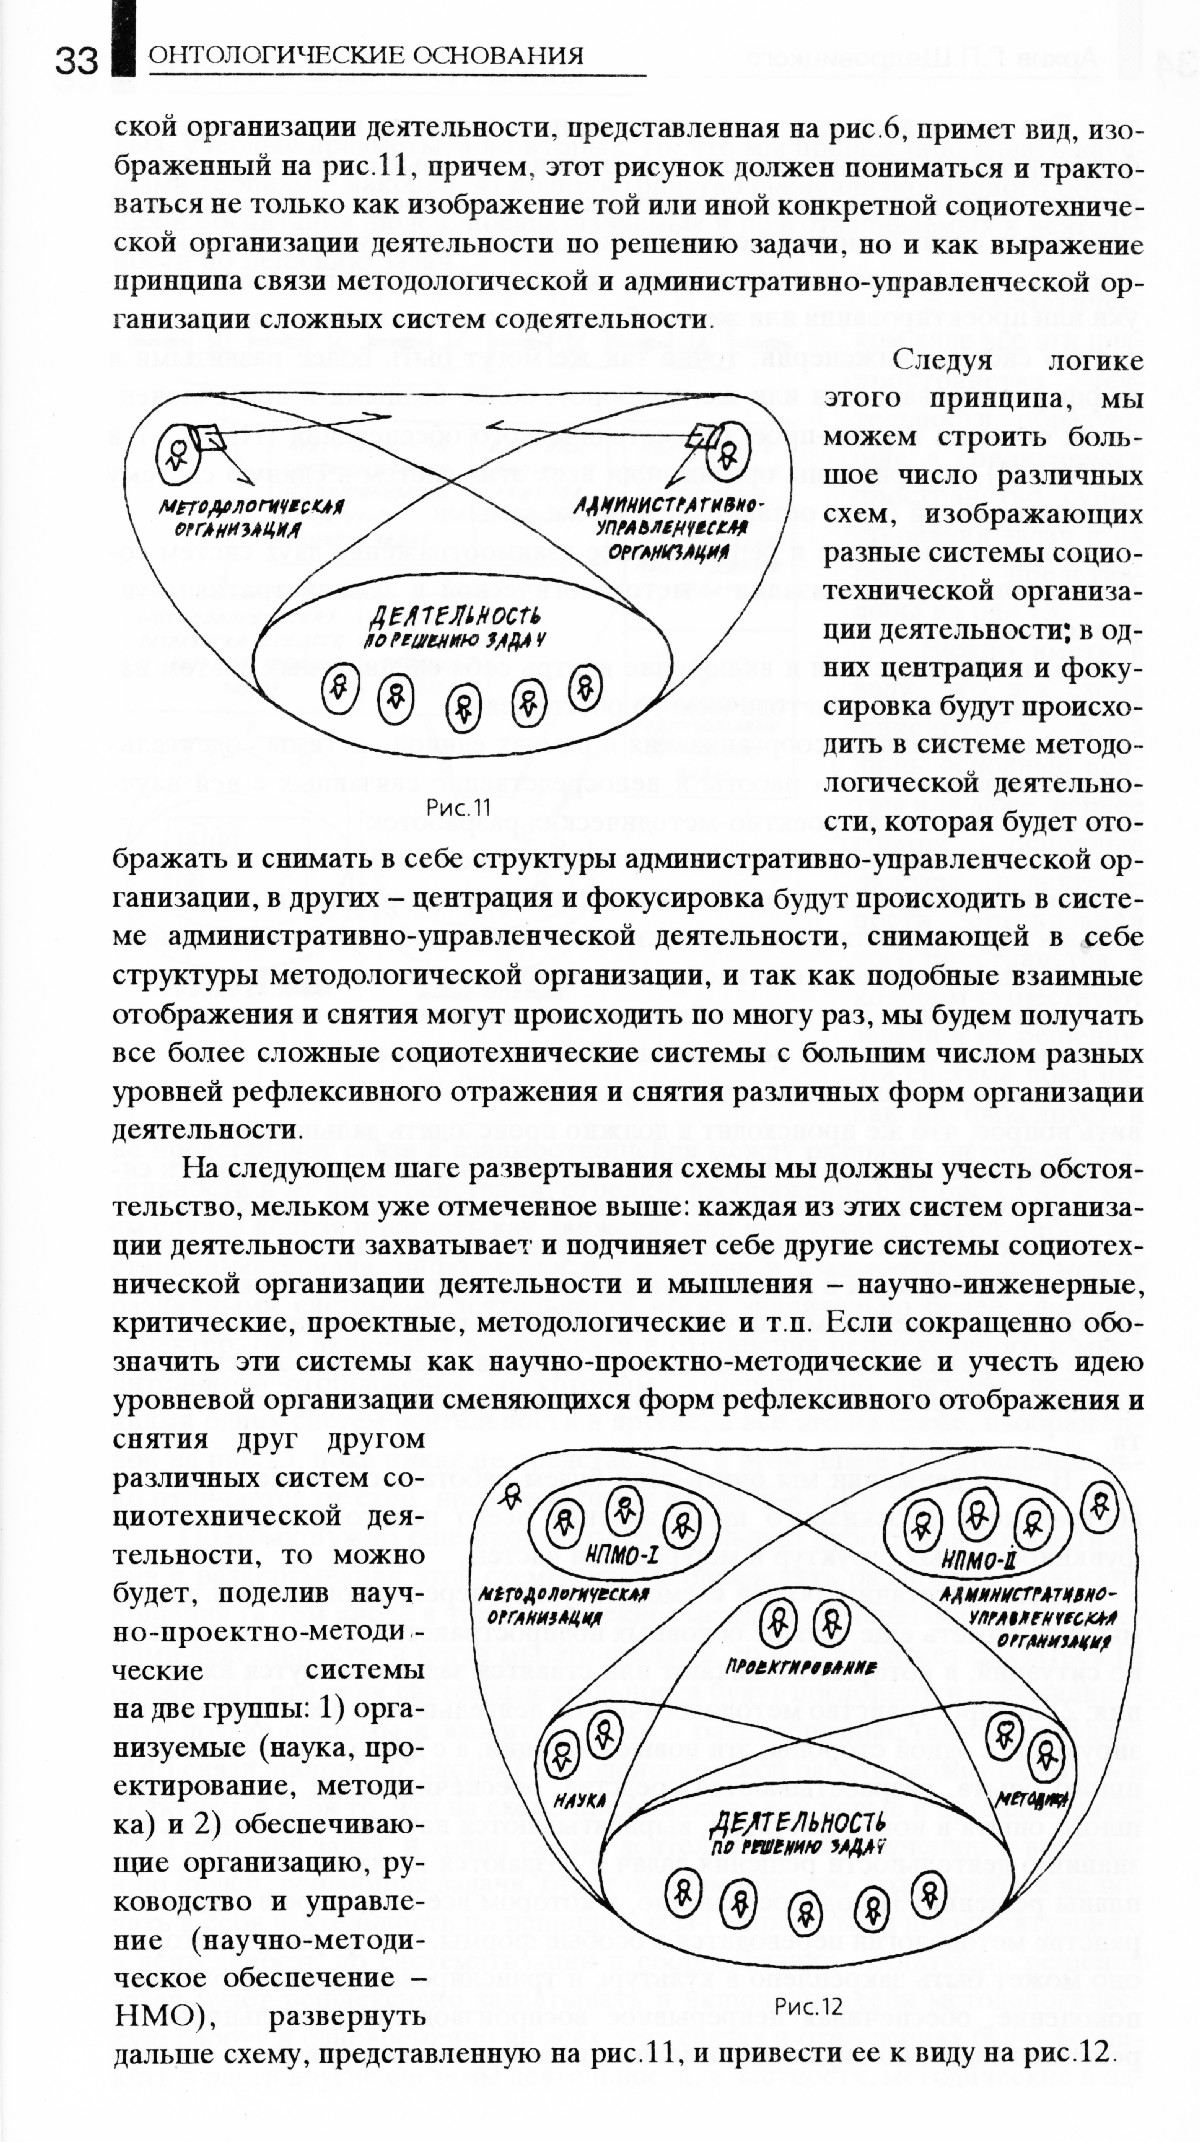 33
ОНТОЛОГИЧЕСКИЕ ОСНОВАНИЯ
ской организации деятельности, представленная на рис.6, примет вид, изо-
браженный на рис.11, причем, этот рисунок должен пониматься и тракто-
ваться не только как изображение той или иной конкретной социотехниче-
ской организации деятельности по решению задачи, но и как выражение
принципа связи методологической и административно-управленческой ор-
ганизации сложных систем содеятельности.
МЕТОДОЛОГИЧЕСКАЯ
ОРГАНИЗАЦИЯ
АДМИНИСТРАТИВНО-
УПРАВЛЕНЧЕСКАЯ
ОРГАНИЗАЦИЯ
ДЕЯТЕЛЬНОСТЬ
ПО РЕШЕНИЮ ЗАДАЧ
Рис.11
Следуя логике
этого принципа, мы
можем строить боль-
шое число различных
схем, изображающих
разные системы социо-
технической организа-
ции деятельности; в од-
них центрация и фоку-
сировка будут происхо-
дить в системе методо-
логической деятельно-
сти, которая будет ото-
бражать и снимать в себе структуры административно-управленческой ор-
ганизации, в других – центрация и фокусировка будут происходить в систе-
ме административно-управленческой деятельности, снимающей в себе
структуры методологической организации, и так как подобные взаимные
отображения и снятия могут происходить по многу раз, мы будем получать
все более сложные социотехнические системы с большим числом разных
уровней рефлексивного отражения и снятия различных форм организации
деятельности.
На следующем шаге развертывания схемы мы должны учесть обстоя-
тельство, мельком уже отмеченное выше: каждая из этих систем организа-
ции деятельности захватывает и подчиняет себе другие системы социотех-
нической организации деятельности и мышления – научно-инженерные,
критические, проектные, методологические и т.п. Если сокращенно обо-
значить эти системы как научно-проектно-методические и учесть идею
уровневой организации сменяющихся форм рефлексивного отображения и
снятия друг другом
различных систем со-
циотехнической дея-
тельности, то можно
будет, поделив науч-
но-проектно-методи-
ческие системы
на две группы: 1) орга-
низуемые (наука, про-
ектирование, методи-
ка) и 2) обеспечиваю-
щие организацию, ру-
ководство и управле-
ние (научно-методи-
ческое обеспечение –
НМО), развернуть
НПМО-I
НПМО-II
МЕТОДОЛОГИЧЕСКАЯ
ОРГАНИЗАЦИЯ
АДМИНИСТРАТИВНО-
УПРАВЛЕНЧЕСКАЯ
ОРГАНИЗАЦИЯ
ПРОЕКТИРОВАНИЕ
НАУКА
МЕТОДИКА
ДЕЯТЕЛЬНОСТЬ
ПО РЕШЕНИЮ ЗАДАЧ
Рис.12
дальше схему, представленную на рис.11, и привести ее к виду на рис.12.